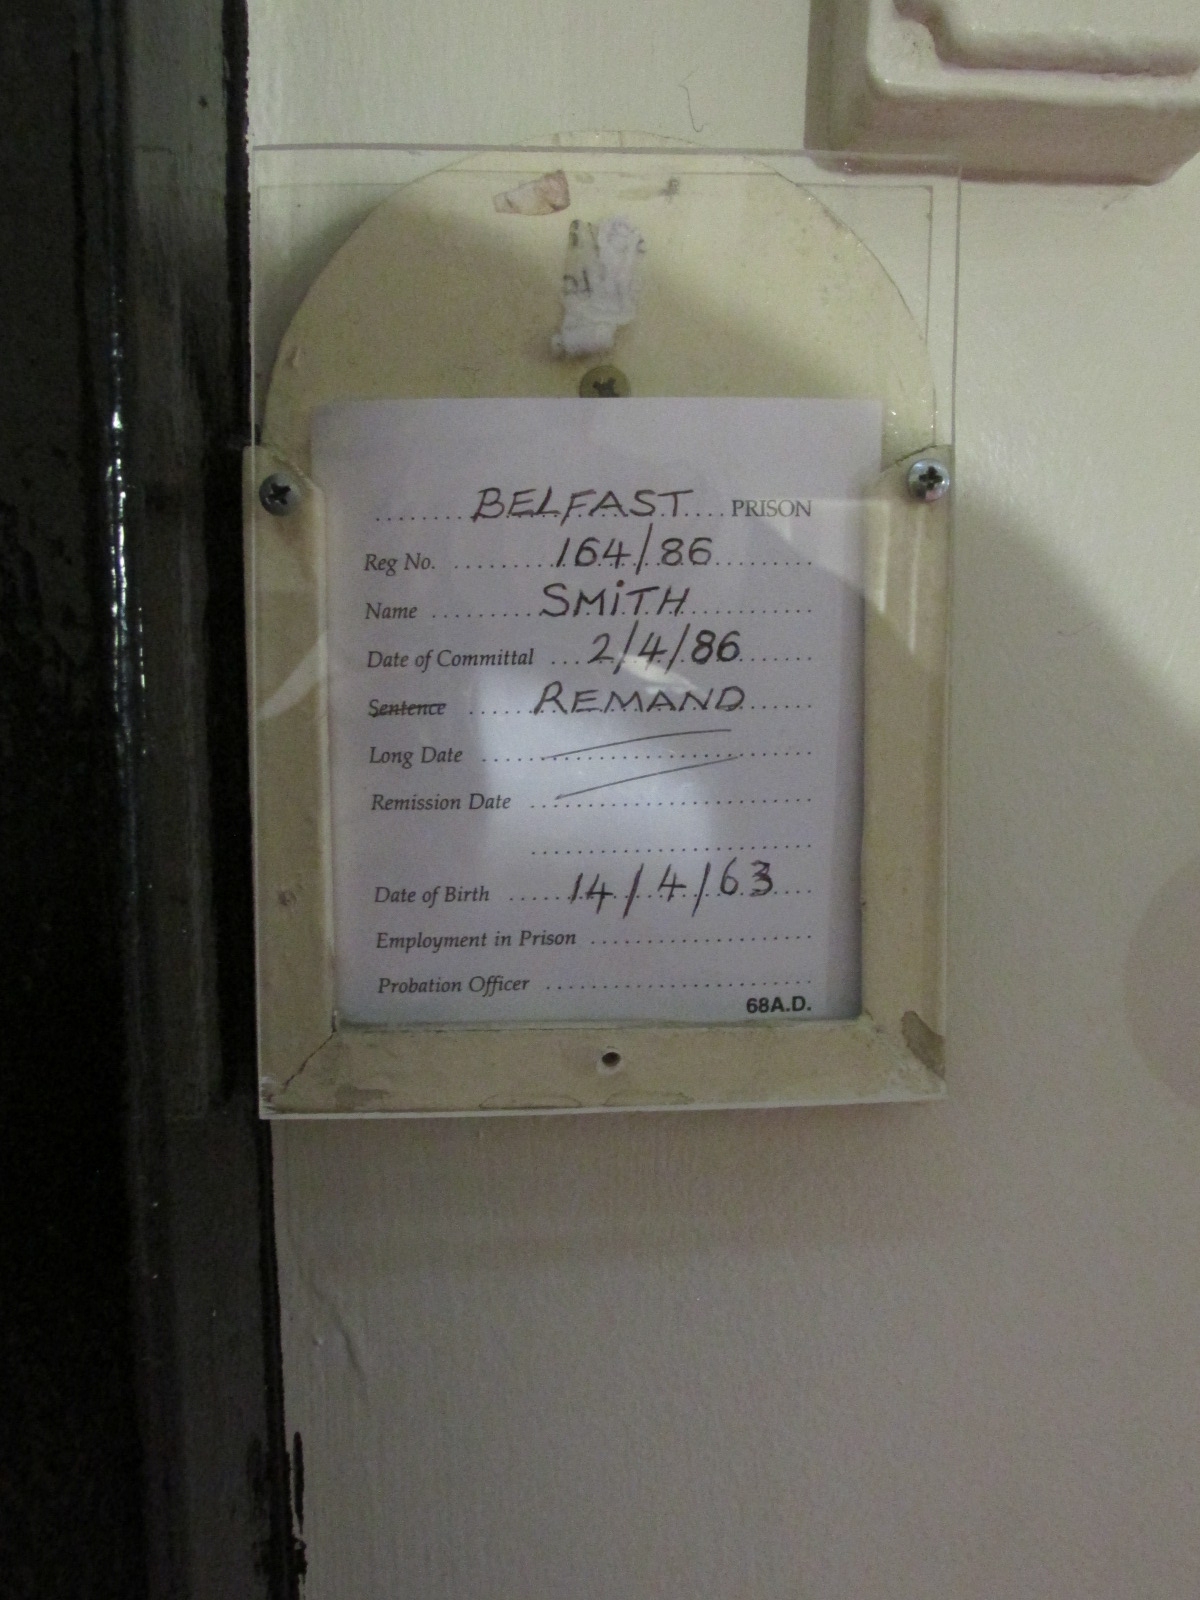 BELFAST PRISON
Reg No. 164/86
Name SMiTH
Date of Committal 2/4/86
Sentence REMAND
Long Date
Remission Date
Date of Birth 14/4/63
Employment in Prison
Probation Officer
68A.D.